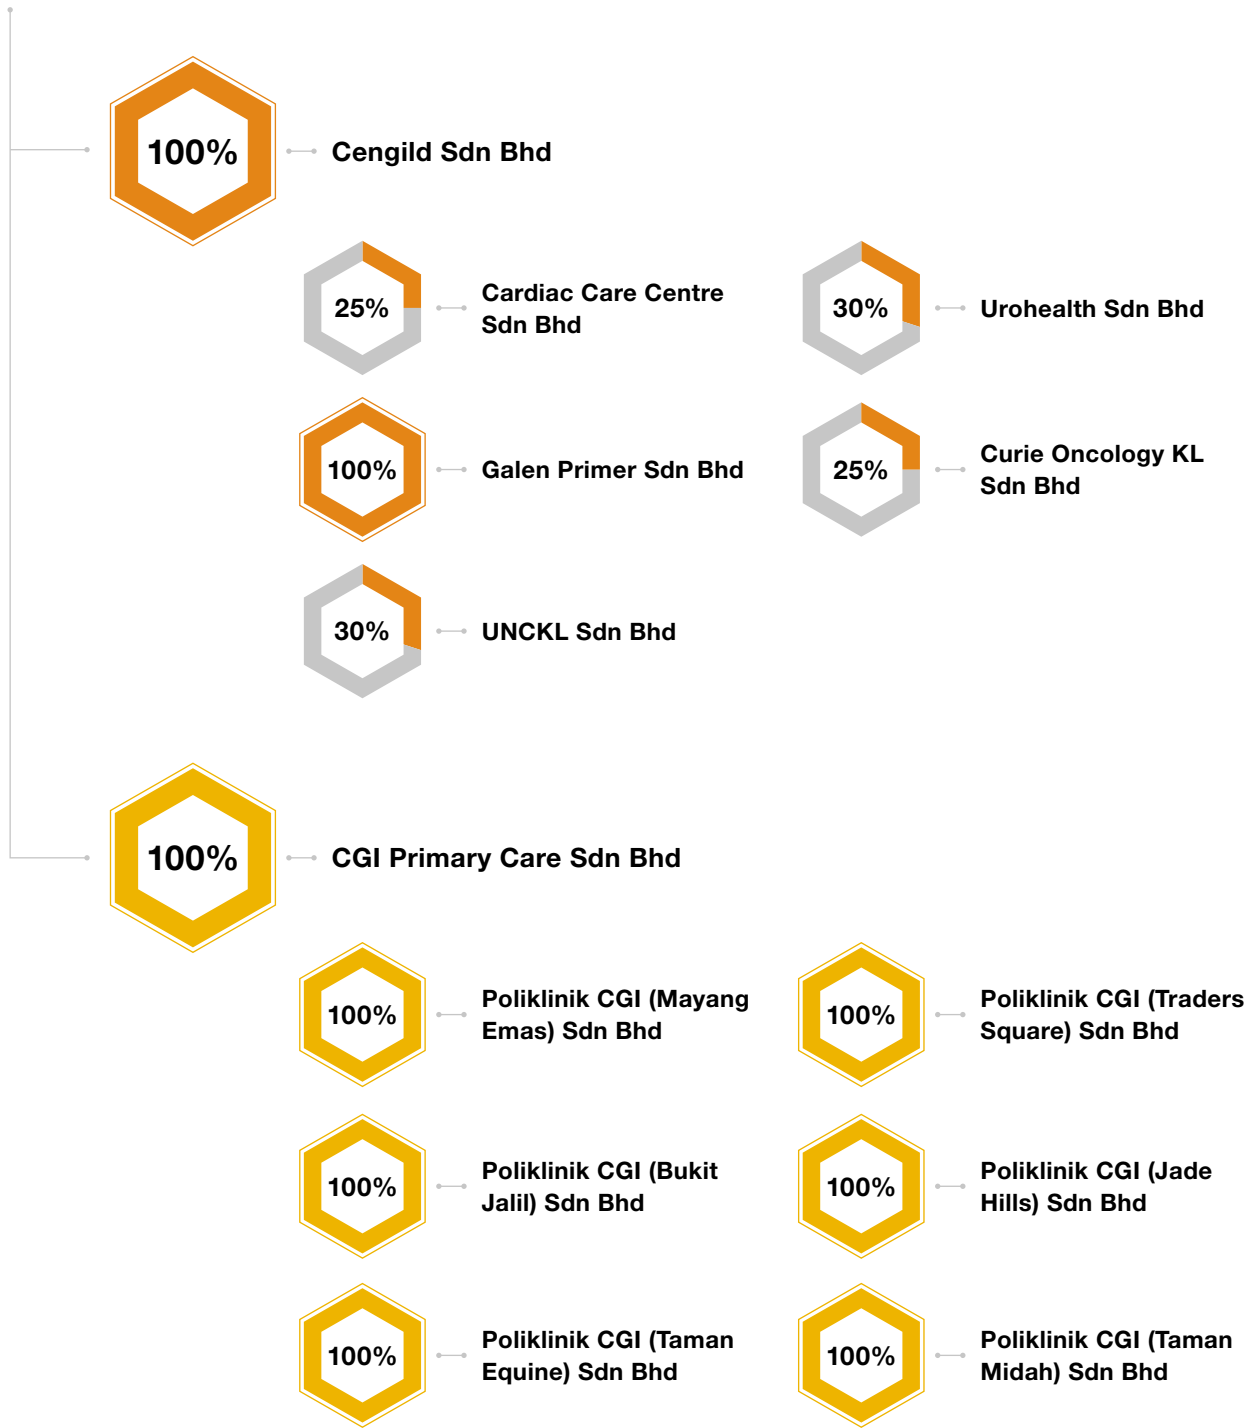 100%
Cengild Sdn Bhd
25%
Cardiac Care Centre
Sdn Bhd
30%
Urohealth Sdn Bhd
100%
Galen Primer Sdn Bhd
25%
Curie Oncology KL
Sdn Bhd
30%
UNCKL Sdn Bhd
100%
CGI Primary Care Sdn Bhd
100%
Poliklinik CGI (Mayang
Emas) Sdn Bhd
100%
Poliklinik CGI (Traders
Square) Sdn Bhd
100%
Poliklinik CGI (Bukit
Jalil) Sdn Bhd
100%
Poliklinik CGI (Jade
Hills) Sdn Bhd
100%
Poliklinik CGI (Taman
Equine) Sdn Bhd
100%
Poliklinik CGI (Taman
Midah) Sdn Bhd